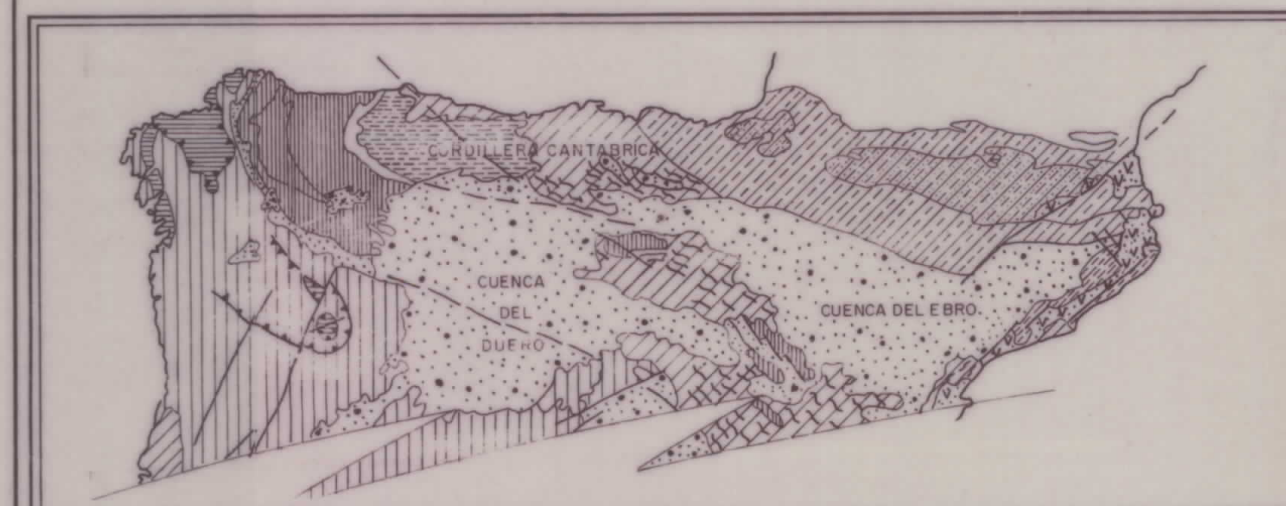 CORDILLERA CANTABRICA
CUENCA
DEL
DUERO
CUENCA DEL EBRO.